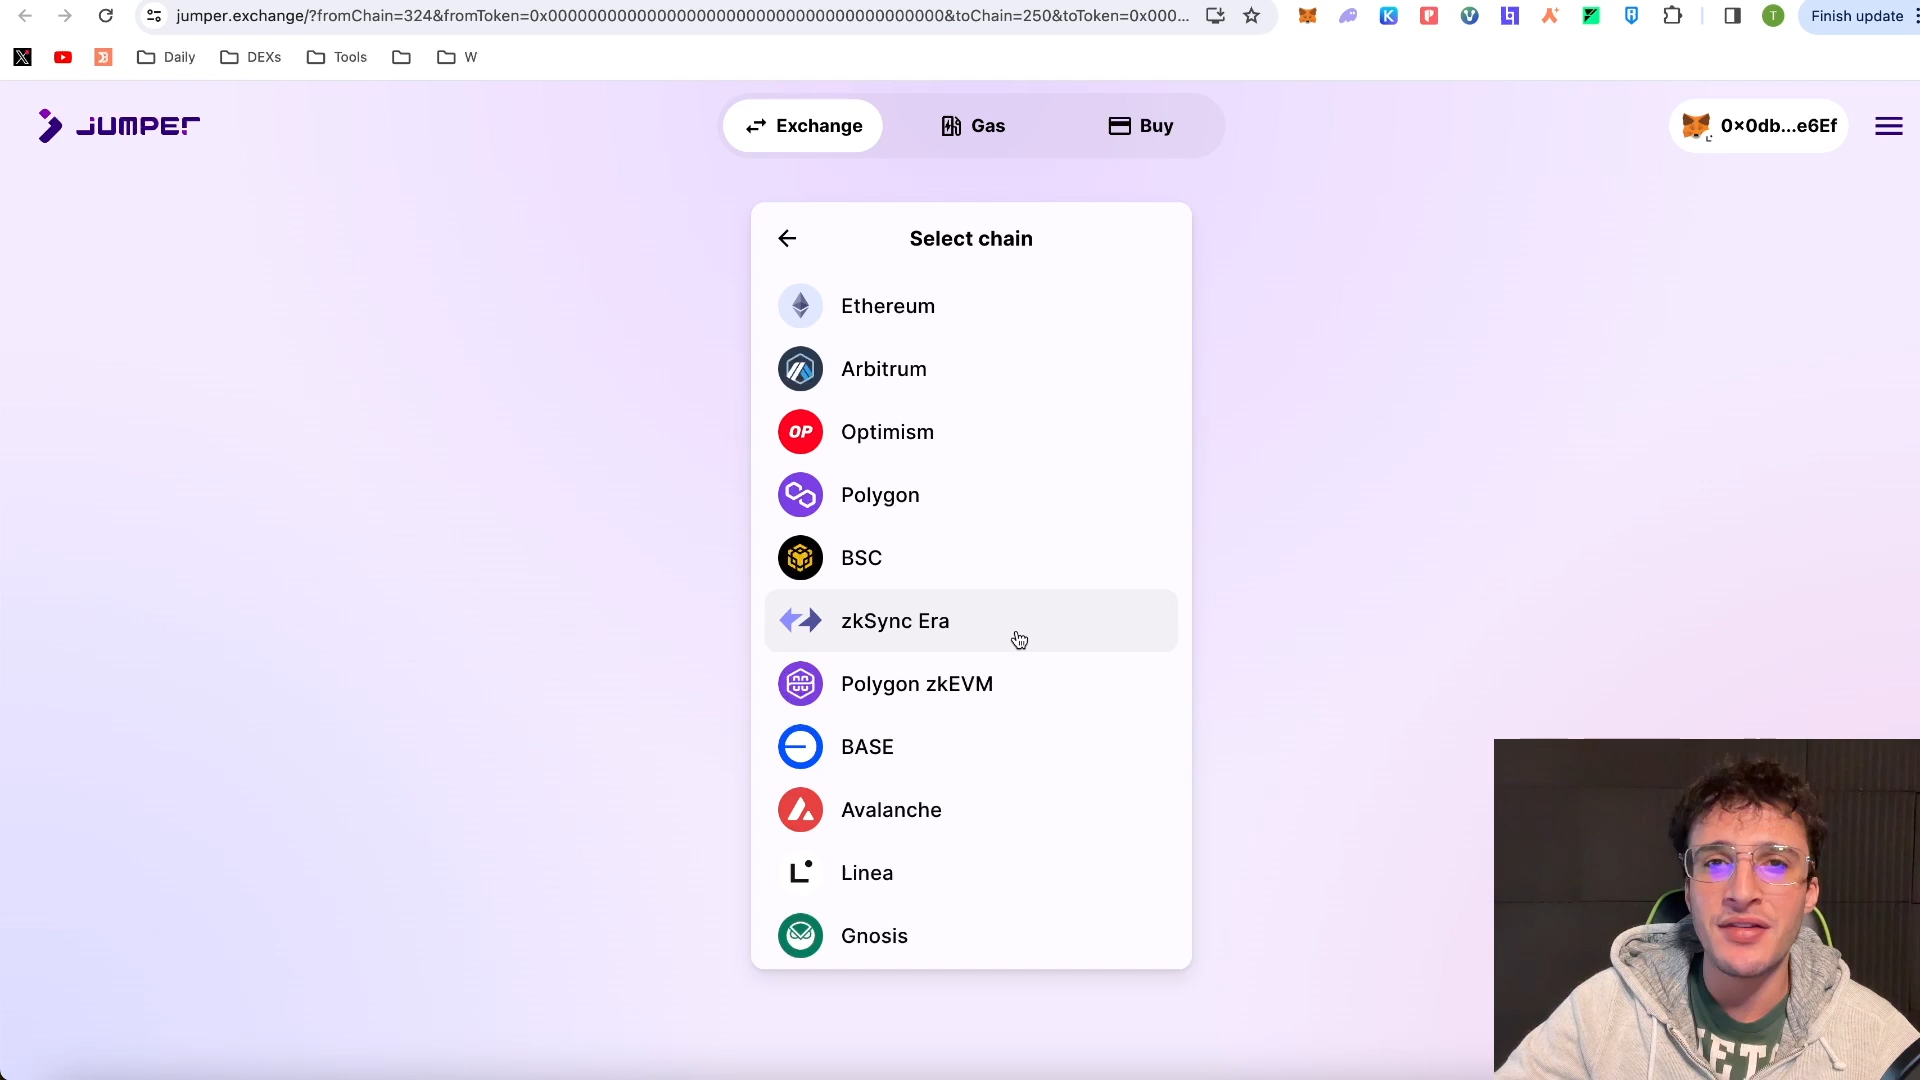 jumper.exchange/?fromChain=324&fromToken=0x0000000000000000000000000000000000000000&toChain=250&toToken=0x000...
Finish update
Daily
DEXs
Tools
W
JUMPER
Exchange
Gas
Buy
0x0db...e6Ef
Select chain
Ethereum
Arbitrum
OP
Optimism
Polygon
BSC
zkSync Era
Polygon zkEVM
BASE
Avalanche
Linea
Gnosis